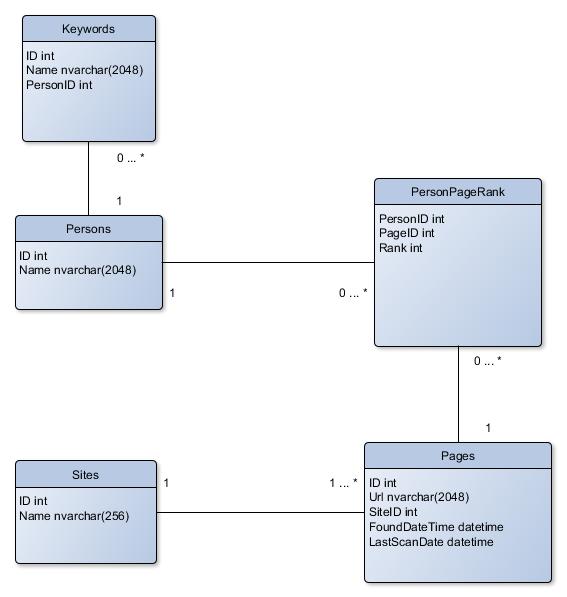 Keywords
ID int
Name nvarchar(2048)
PersonID int
0 ... *
1
Persons
ID int
Name nvarchar(2048)
1
0 ... *
PersonPageRank
PersonID int
PageID int
Rank int
0 ... *
1
Sites
ID int
Name nvarchar(256)
1
1 ... *
Pages
ID int
Url nvarchar(2048)
SiteID int
FoundDateTime datetime
LastScanDate datetime